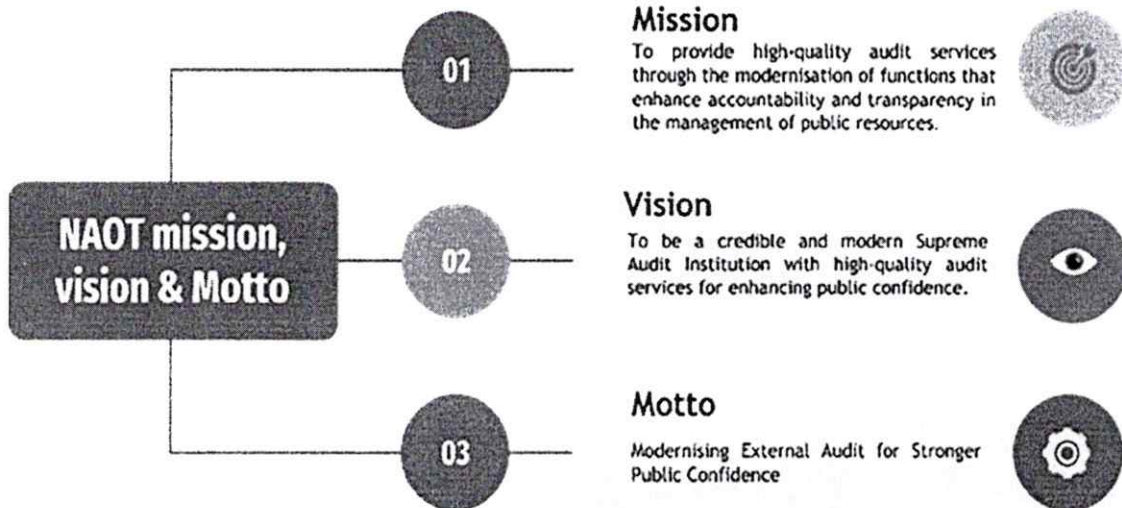 NAOT mission,
vision & Motto
01
Mission
To provide high-quality audit services
through the modernisation of functions that
enhance accountability and transparency in
the management of public resources.
02
Vision
To be a credible and modern Supreme
Audit Institution with high-quality audit
services for enhancing public confidence.
03
Motto
Modernising External Audit for Stronger
Public Confidence